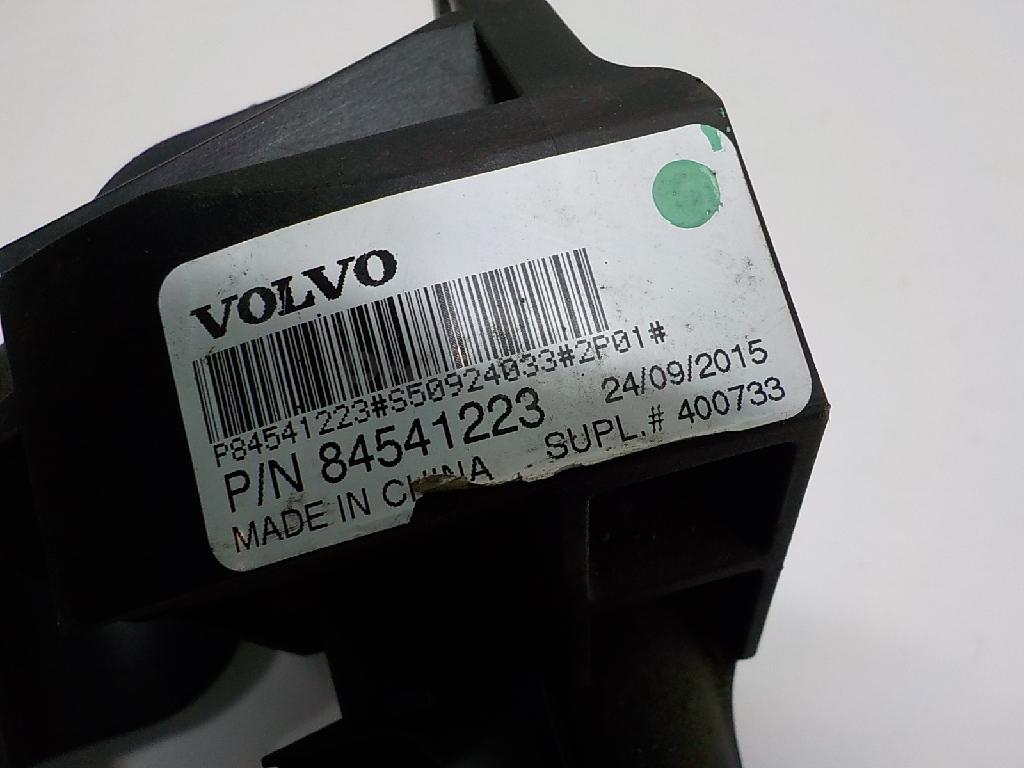 VOLVO
P84541223#S50924033#2P01#
P/N 84541223
24/09/2015
MADE IN CHINA
SUPL.# 400733